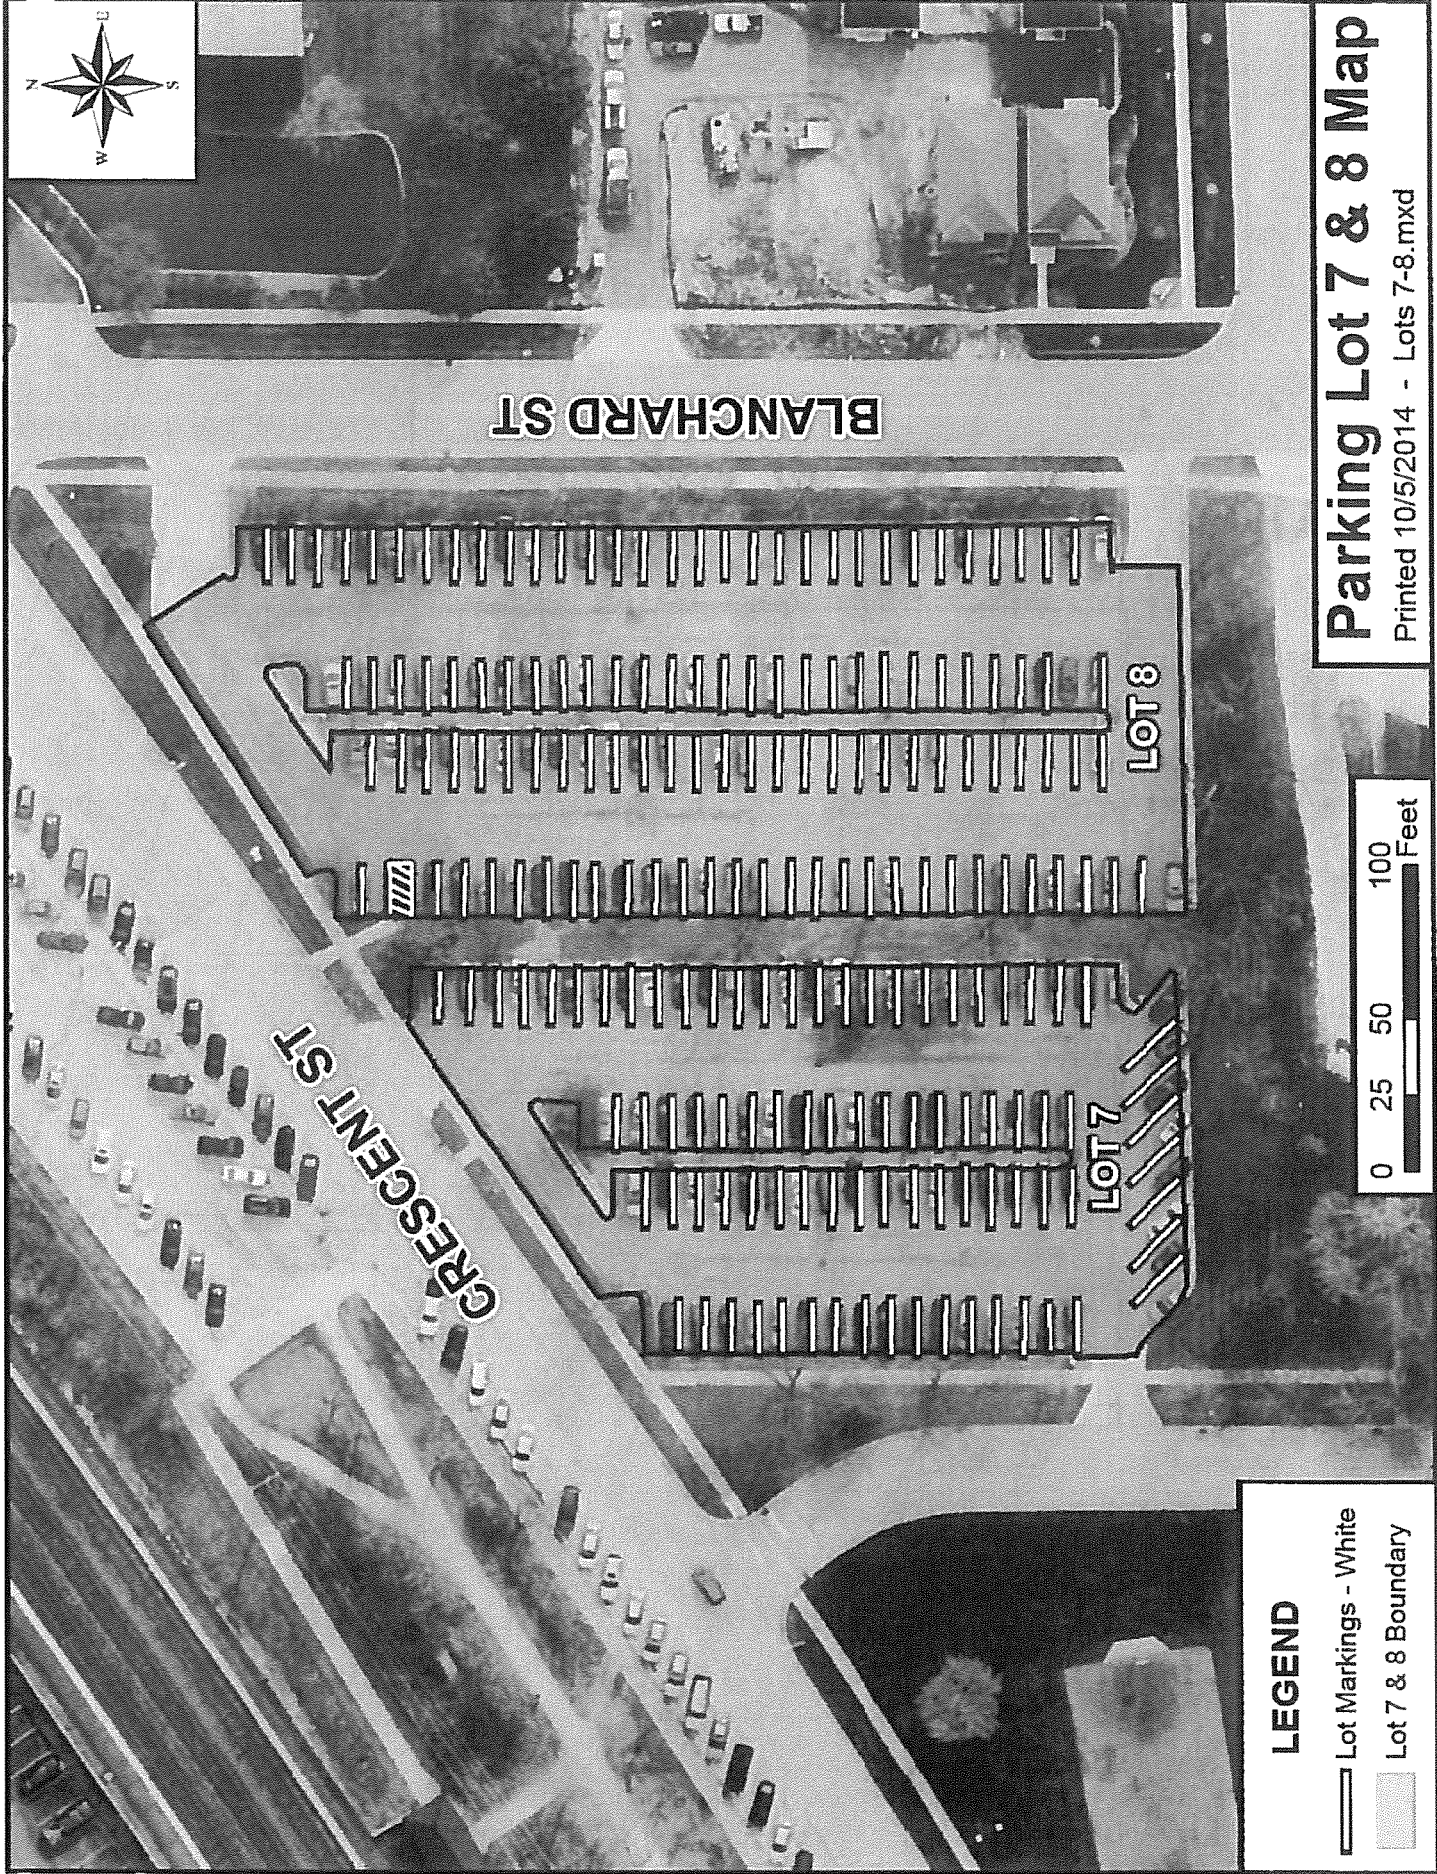 N
W E
S
BLANCHARD ST
CRESCENT ST
LOT 8
LOT 7
LEGEND
Lot Markings - White
Lot 7 & 8 Boundary
0 25 50 100
Feet
Parking Lot 7 & 8 Map
Printed 10/5/2014 - Lots 7-8.mxd